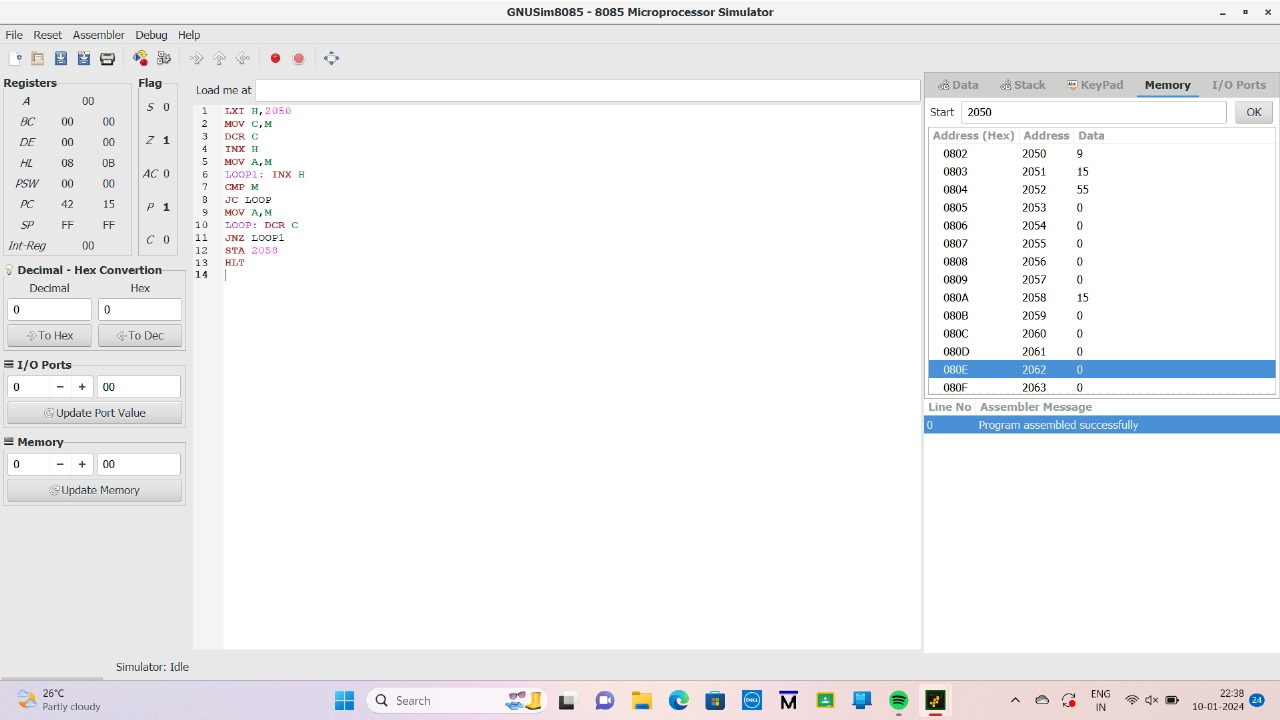 GNUSim8085 - 8085 Microprocessor Simulator
File Reset Assembler Debug Help
Registers
A 00
BC 00 00
DE 00 00
HL 08 0B
PSW 00 00
PC 42 15
SP FF FF
Int-Reg 00
Flag
S 0
Z 1
AC 0
P 1
C 0
Decimal - Hex Convertion
Decimal Hex
0 0
To Hex To Dec
I/O Ports
0 − + 00
Update Port Value
Memory
0 − + 00
Update Memory
Load me at
1 LXI H,2050
2 MOV C,M
3 DCR C
4 INX H
5 MOV A,M
6 LOOP1: INX H
7 CMP M
8 JC LOOP
9 MOV A,M
10 LOOP: DCR C
11 JNZ LOOP1
12 STA 2058
13 HLT
14
Data Stack KeyPad Memory I/O Ports
Start 2050 OK
Address (Hex) Address Data
0802 2050 9
0803 2051 15
0804 2052 55
0805 2053 0
0806 2054 0
0807 2055 0
0808 2056 0
0809 2057 0
080A 2058 15
080B 2059 0
080C 2060 0
080D 2061 0
080E 2062 0
080F 2063 0
Line No Assembler Message
0 Program assembled successfully
Simulator: Idle
26°C
Partly cloudy
Search
DELL
M
ENG
IN
22:38
10-01-2024
24